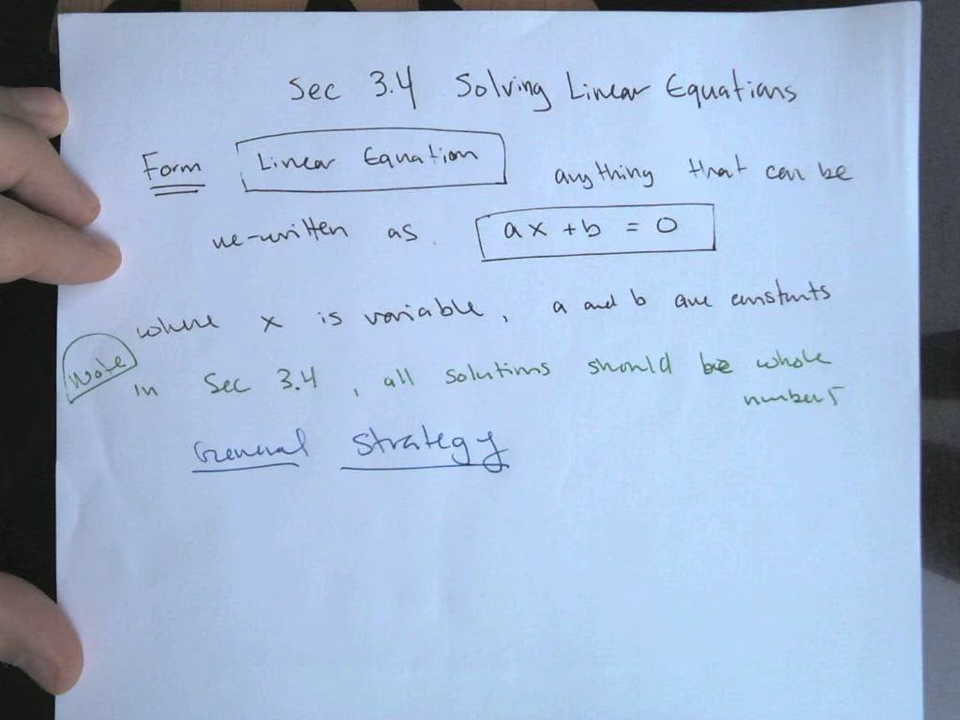 Sec 3.4 Solving Linear Equations
Form Linear Equation anything that can be
re-written as ax + b = 0
where x is variable, a and b are constants
Note In Sec 3.4, all solutions should be whole
numbers
General Strategy